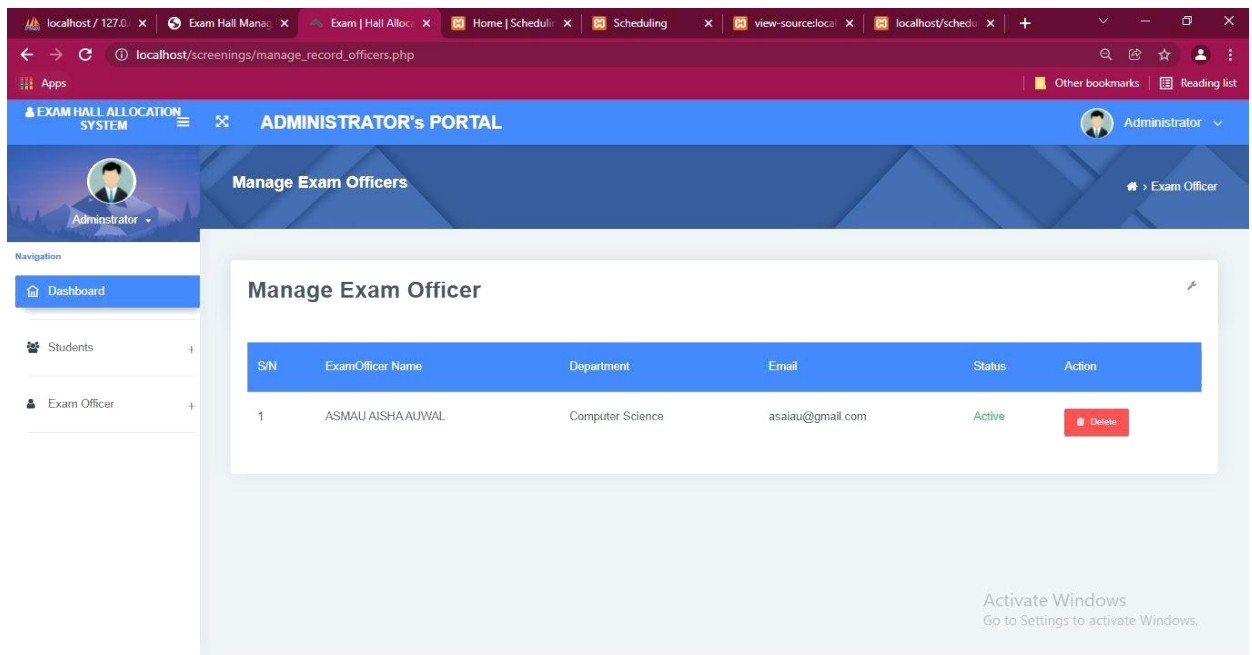 localhost / 127.0. Exam Hall Manag Exam | Hall Alloca Home | Schedulin Scheduling view-source:local localhost/schedu
localhost/screenings/manage_record_officers.php
Apps Other bookmarks Reading list
EXAM HALL ALLOCATION
SYSTEM
ADMINISTRATOR's PORTAL
Administrator
Adminstrator
Manage Exam Officers
> Exam Officer
Navigation
Dashboard
Students +
Exam Officer +
Manage Exam Officer
S/N ExamOfficer Name Department Email Status Action
1 ASMAU AISHA AUWAL Computer Science asaiau@gmail.com Active Delete
Activate Windows
Go to Settings to activate Windows.